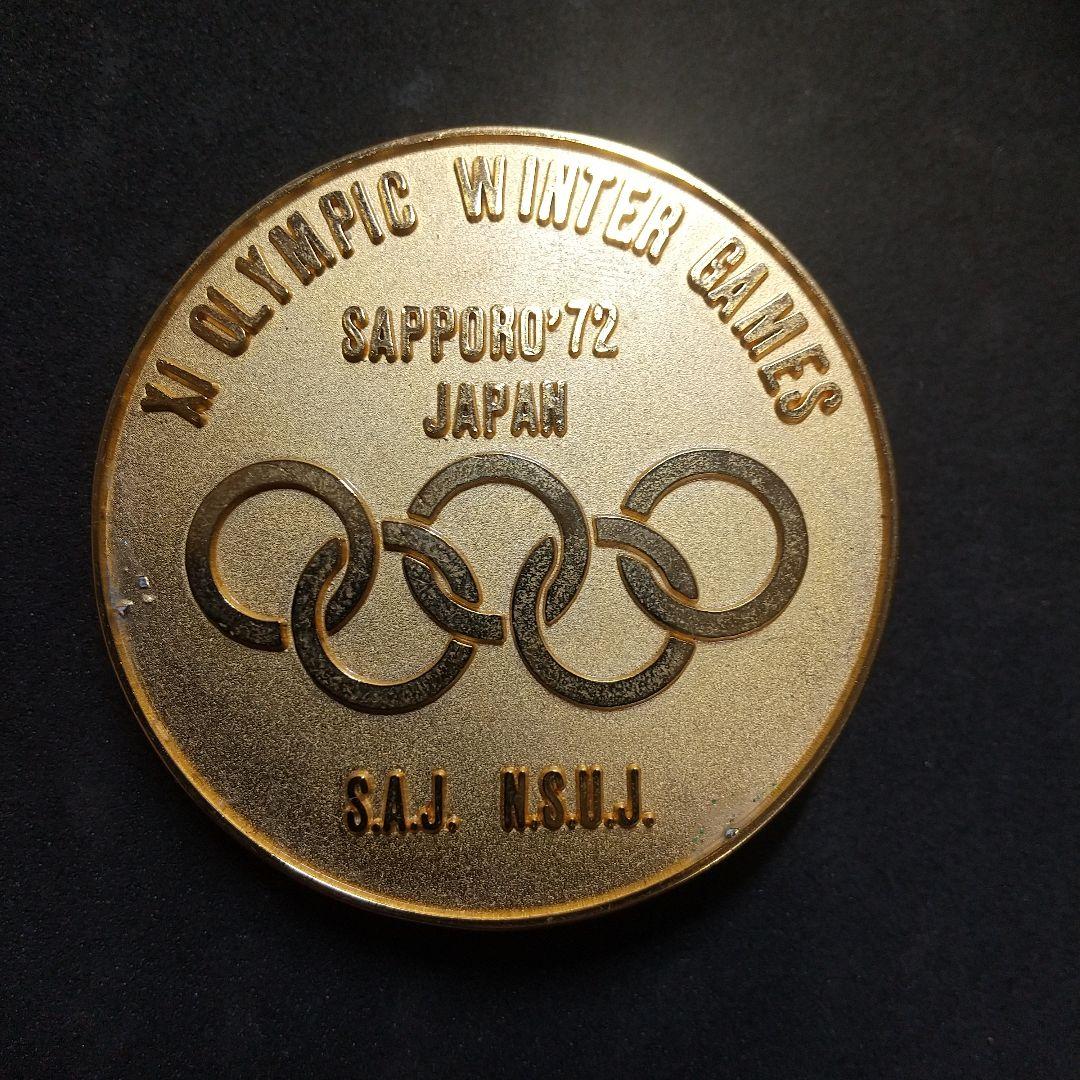 XI OLYMPIC WINTER GAMES
SAPPORO'72
JAPAN
S.A.J. N.S.U.J.